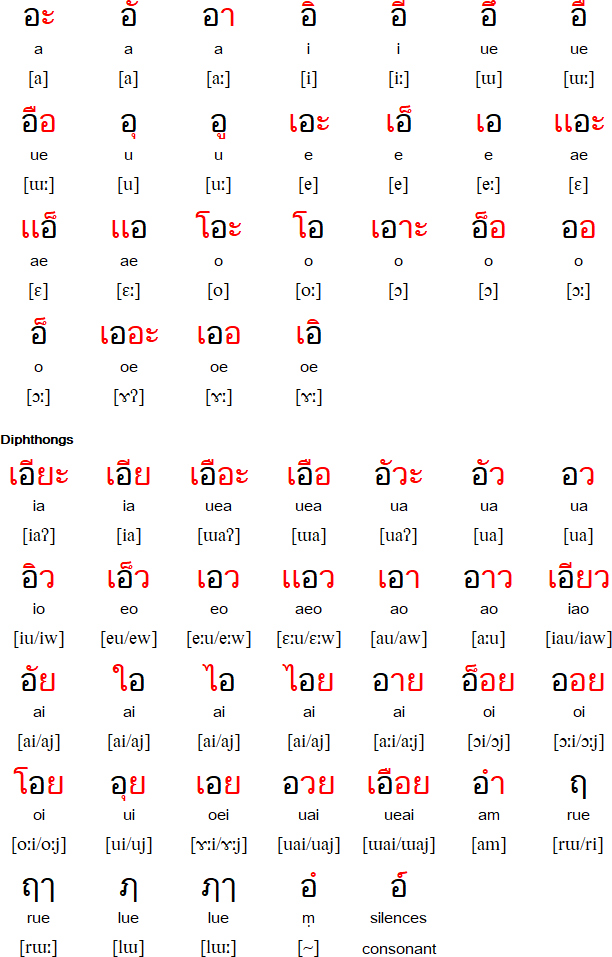 อะ อั อา อิ อี อึ อื
a a a i i ue ue
[a] [a] [aː] [i] [iː] [ɯ] [ɯː]
อือ อุ อู เอะ เอ็ เอ แอะ
ue u u e e e ae
[ɯː] [u] [uː] [e] [e] [eː] [ɛ]
แอ็ แอ โอะ โอ เอาะ อ็อ ออ
ae ae o o o o o
[ɛ] [ɛː] [o] [oː] [ɔ] [ɔ] [ɔː]
อ็ เออะ เออ เอิ
o oe oe oe
[ɔː] [ɤʔ] [ɤː] [ɤː]
Diphthongs
เอียะ เอีย เอือะ เอือ อัวะ อัว อว
ia ia uea uea ua ua ua
[iaʔ] [ia] [ɯaʔ] [ɯa] [uaʔ] [ua] [ua]
อิว เอ็ว เอว แอว เอา อาว เอียว
io eo eo aeo ao ao iao
[iu/iw] [eu/ew] [eːu/eːw] [ɛːu/ɛːw] [au/aw] [aːu] [iau/iaw]
อัย ใอ ไอ ไอย อาย อ็อย ออย
ai ai ai ai ai oi oi
[ai/aj] [ai/aj] [ai/aj] [ai/aj] [aːi/aːj] [ɔi/ɔj] [ɔːi/ɔːj]
โอย อุย เอย อวย เอือย อำ ฤ
oi ui oei uai ueai am rue
[oːi/oːj] [ui/uj] [ɤːi/ɤːj] [uai/uaj] [ɯai/ɯaj] [am] [rɯ/ri]
ฤๅ ฦ ฦๅ อํ อ์
rue lue lue ṃ silences
[rɯː] [lɯ] [lɯː] [~] consonant